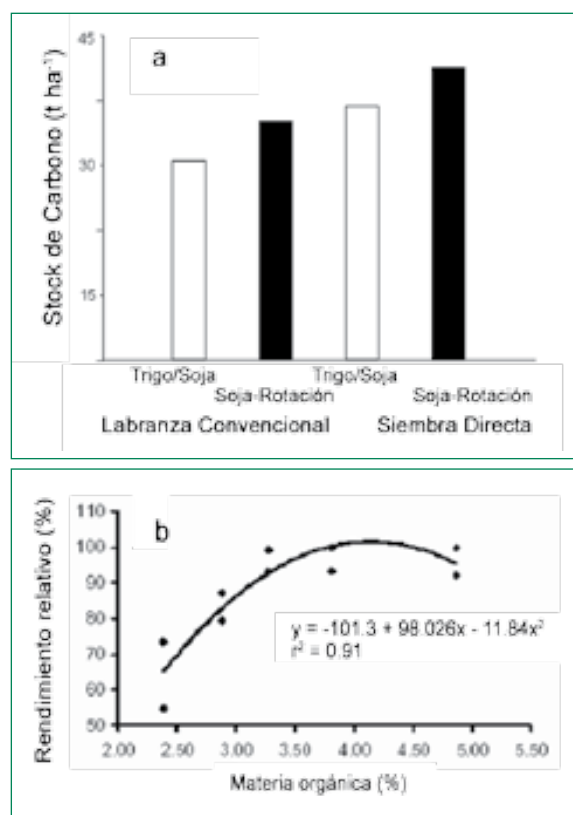 a
Stock de Carbono (t ha⁻¹)
45
30
15
Trigo/Soja
Trigo/Soja
Soja-Rotación
Soja-Rotación
Labranza Convencional
Siembra Directa
b
Rendimiento relativo (%)
110
100
90
80
70
60
50
y = -101.3 + 98.026x - 11.84x²
r² = 0.91
2.00 2.50 3.00 3.50 4.00 4.50 5.00 5.50
Materia orgánica (%)